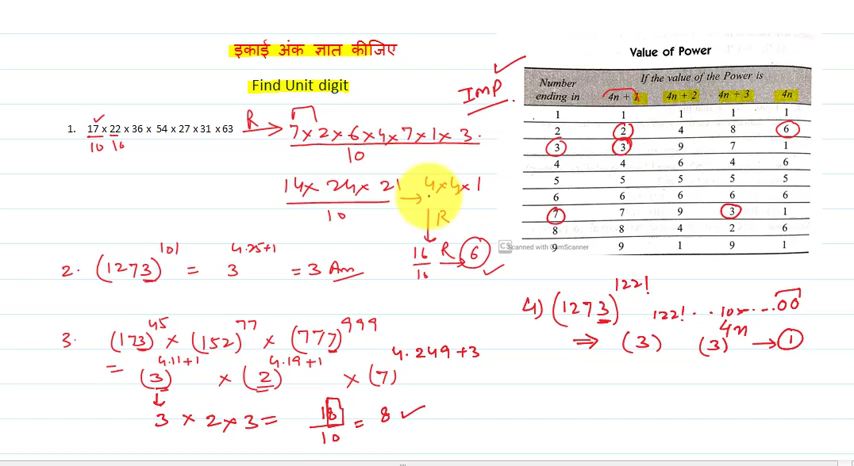 इकाई अंक ज्ञात कीजिए
Find Unit digit
1. 17 x 22 x 36 x 54 x 27 x 31 x 63
10 10
R
7 x 2 x 6 x 4 x 7 x 1 x 3
10
14 x 24 x 21 → 4 x 4 x 1
10
R
16 R 6
10
2. (1273)^101 = 3^4.25+1 = 3 Am
3. (173)^45 x (152)^77 x (777)^999
= (3)^4.11+1 x (2)^4.19+1 x (7)^4.249+3
3 x 2 x 3 = 18 = 8
10
IMP.
Value of Power
Number ending in
If the value of the Power is
4n + 1 4n + 2 4n + 3 4n
1 1 1 1 1
2 2 4 8 6
3 3 9 7 1
4 4 6 4 6
5 5 5 5 5
6 6 6 6 6
7 7 9 3 1
8 8 4 2 6
9 9 1 9 1
CS Scanned with CamScanner
4) (1273)^122! 122! . . 10x . . . . 00
⇒ (3) (3)^4n → 1